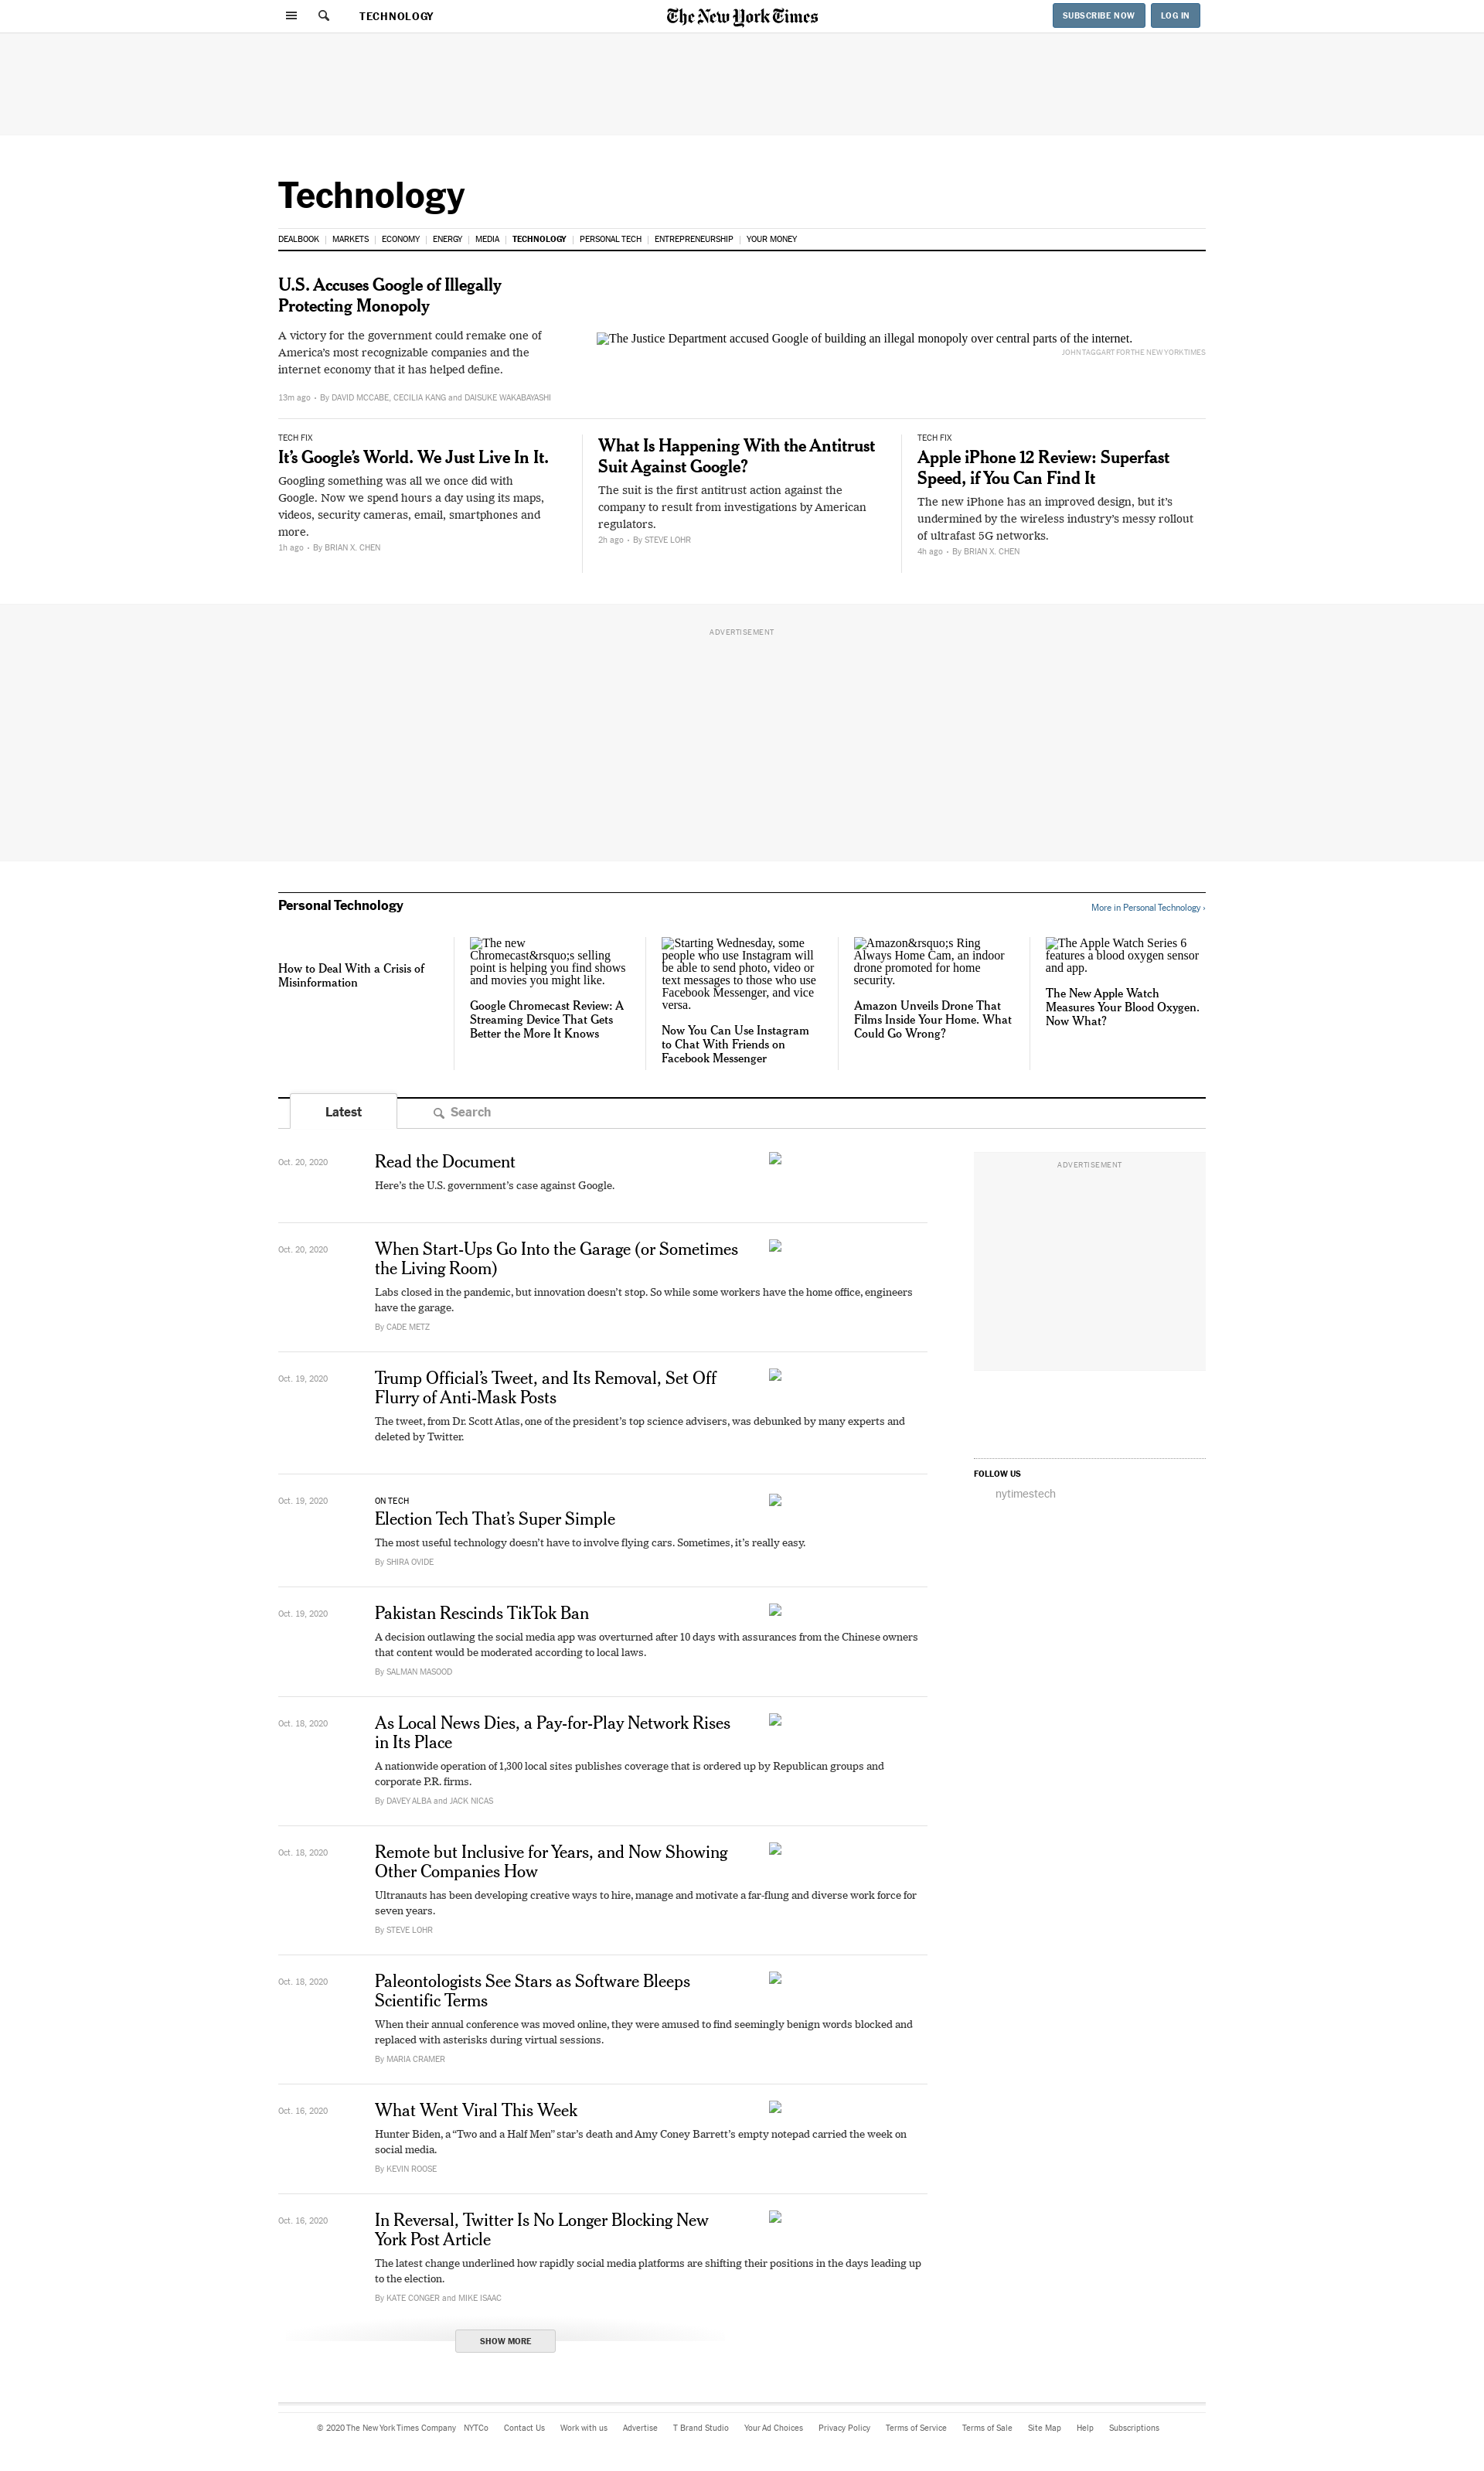 TECHNOLOGY
The New York Times
SUBSCRIBE NOW
LOG IN
Technology
DEALBOOK | MARKETS | ECONOMY | ENERGY | MEDIA | TECHNOLOGY | PERSONAL TECH | ENTREPRENEURSHIP | YOUR MONEY
U.S. Accuses Google of Illegally
Protecting Monopoly
A victory for the government could remake one of
America’s most recognizable companies and the
internet economy that it has helped define.
13m ago • By DAVID MCCABE, CECILIA KANG and DAISUKE WAKABAYASHI
The Justice Department accused Google of building an illegal monopoly over central parts of the internet.
JOHN TAGGART FOR THE NEW YORK TIMES
TECH FIX
It’s Google’s World. We Just Live In It.
Googling something was all we once did with
Google. Now we spend hours a day using its maps,
videos, security cameras, email, smartphones and
more.
1h ago • By BRIAN X. CHEN
What Is Happening With the Antitrust
Suit Against Google?
The suit is the first antitrust action against the
company to result from investigations by American
regulators.
2h ago • By STEVE LOHR
TECH FIX
Apple iPhone 12 Review: Superfast
Speed, if You Can Find It
The new iPhone has an improved design, but it’s
undermined by the wireless industry’s messy rollout
of ultrafast 5G networks.
4h ago • By BRIAN X. CHEN
ADVERTISEMENT
Personal Technology
More in Personal Technology ›
How to Deal With a Crisis of
Misinformation
The new
Chromecast&rsquo;s selling
point is helping you find shows
and movies you might like.
Google Chromecast Review: A
Streaming Device That Gets
Better the More It Knows
Starting Wednesday, some
people who use Instagram will
be able to send photo, video or
text messages to those who use
Facebook Messenger, and vice
versa.
Now You Can Use Instagram
to Chat With Friends on
Facebook Messenger
Amazon&rsquo;s Ring
Always Home Cam, an indoor
drone promoted for home
security.
Amazon Unveils Drone That
Films Inside Your Home. What
Could Go Wrong?
The Apple Watch Series 6
features a blood oxygen sensor
and app.
The New Apple Watch
Measures Your Blood Oxygen.
Now What?
Latest
Search
Oct. 20, 2020
Read the Document
Here’s the U.S. government’s case against Google.
ADVERTISEMENT
Oct. 20, 2020
When Start-Ups Go Into the Garage (or Sometimes
the Living Room)
Labs closed in the pandemic, but innovation doesn’t stop. So while some workers have the home office, engineers
have the garage.
By CADE METZ
Oct. 19, 2020
Trump Official’s Tweet, and Its Removal, Set Off
Flurry of Anti-Mask Posts
The tweet, from Dr. Scott Atlas, one of the president’s top science advisers, was debunked by many experts and
deleted by Twitter.
FOLLOW US
nytimestech
Oct. 19, 2020
ON TECH
Election Tech That’s Super Simple
The most useful technology doesn’t have to involve flying cars. Sometimes, it’s really easy.
By SHIRA OVIDE
Oct. 19, 2020
Pakistan Rescinds TikTok Ban
A decision outlawing the social media app was overturned after 10 days with assurances from the Chinese owners
that content would be moderated according to local laws.
By SALMAN MASOOD
Oct. 18, 2020
As Local News Dies, a Pay-for-Play Network Rises
in Its Place
A nationwide operation of 1,300 local sites publishes coverage that is ordered up by Republican groups and
corporate P.R. firms.
By DAVEY ALBA and JACK NICAS
Oct. 18, 2020
Remote but Inclusive for Years, and Now Showing
Other Companies How
Ultranauts has been developing creative ways to hire, manage and motivate a far-flung and diverse work force for
seven years.
By STEVE LOHR
Oct. 18, 2020
Paleontologists See Stars as Software Bleeps
Scientific Terms
When their annual conference was moved online, they were amused to find seemingly benign words blocked and
replaced with asterisks during virtual sessions.
By MARIA CRAMER
Oct. 16, 2020
What Went Viral This Week
Hunter Biden, a “Two and a Half Men” star’s death and Amy Coney Barrett’s empty notepad carried the week on
social media.
By KEVIN ROOSE
Oct. 16, 2020
In Reversal, Twitter Is No Longer Blocking New
York Post Article
The latest change underlined how rapidly social media platforms are shifting their positions in the days leading up
to the election.
By KATE CONGER and MIKE ISAAC
SHOW MORE
© 2020 The New York Times Company NYTCo Contact Us Work with us Advertise T Brand Studio Your Ad Choices Privacy Policy Terms of Service Terms of Sale Site Map Help Subscriptions